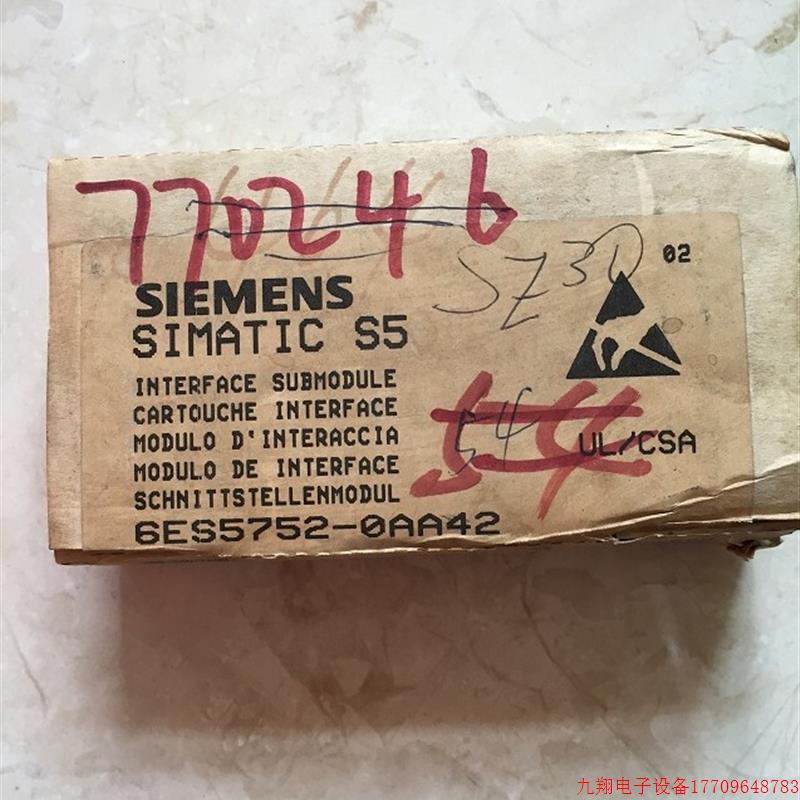 770246
SZ30
02
SIEMENS
SIMATIC S5
INTERFACE SUBMODULE
CARTOUCHE INTERFACE
MODULO D'INTERACCIA
MODULO DE INTERFACE
SCHNITTSTELLENMODUL
54
UL/CSA
6ES5752-0AA42
九翔电子设备17709648783